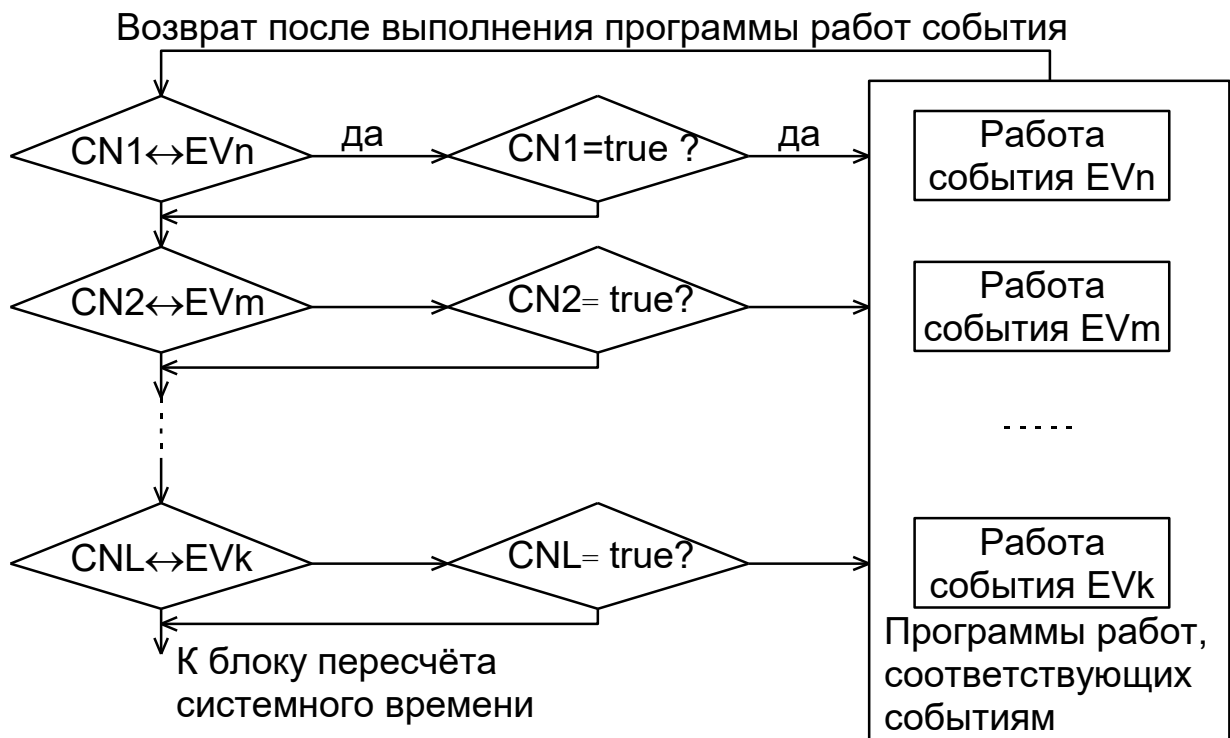 Возврат после выполнения программы работ события
CN1↔EVn
да
CN1=true ?
да
Работа
события EVn
CN2↔EVm
CN2= true?
Работа
события EVm
CNL↔EVk
CNL= true?
Работа
события EVk
К блоку пересчёта
системного времени
Программы работ,
соответствующих
событиям